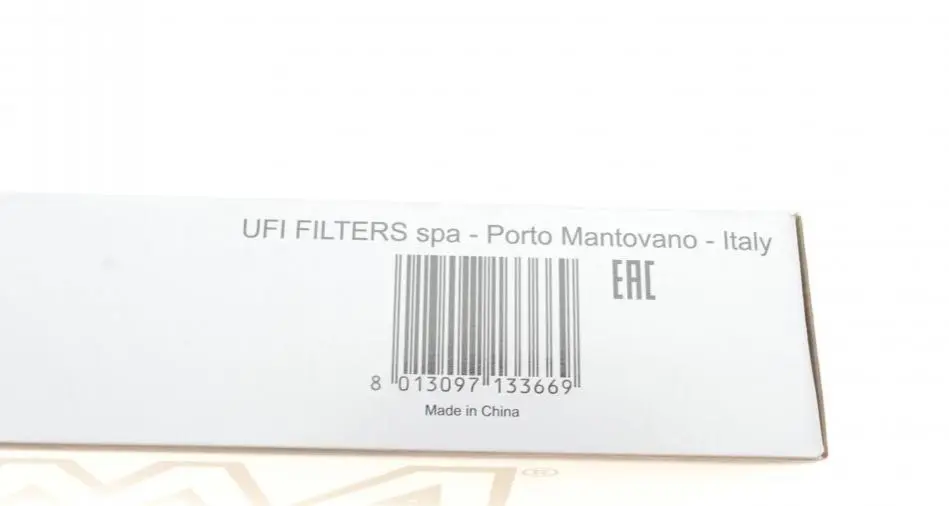 UFI FILTERS spa - Porto Mantovano - Italy
EAC
8 013097 133669
Made in China
®